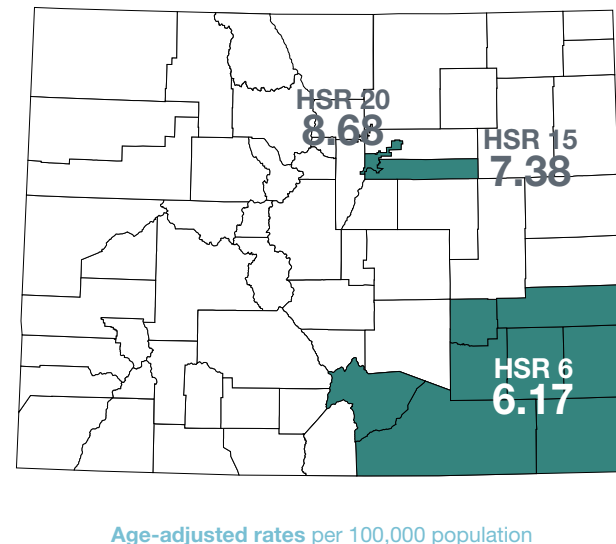 HSR 20
8.68
HSR 15
7.38
HSR 6
6.17
Age-adjusted rates per 100,000 population